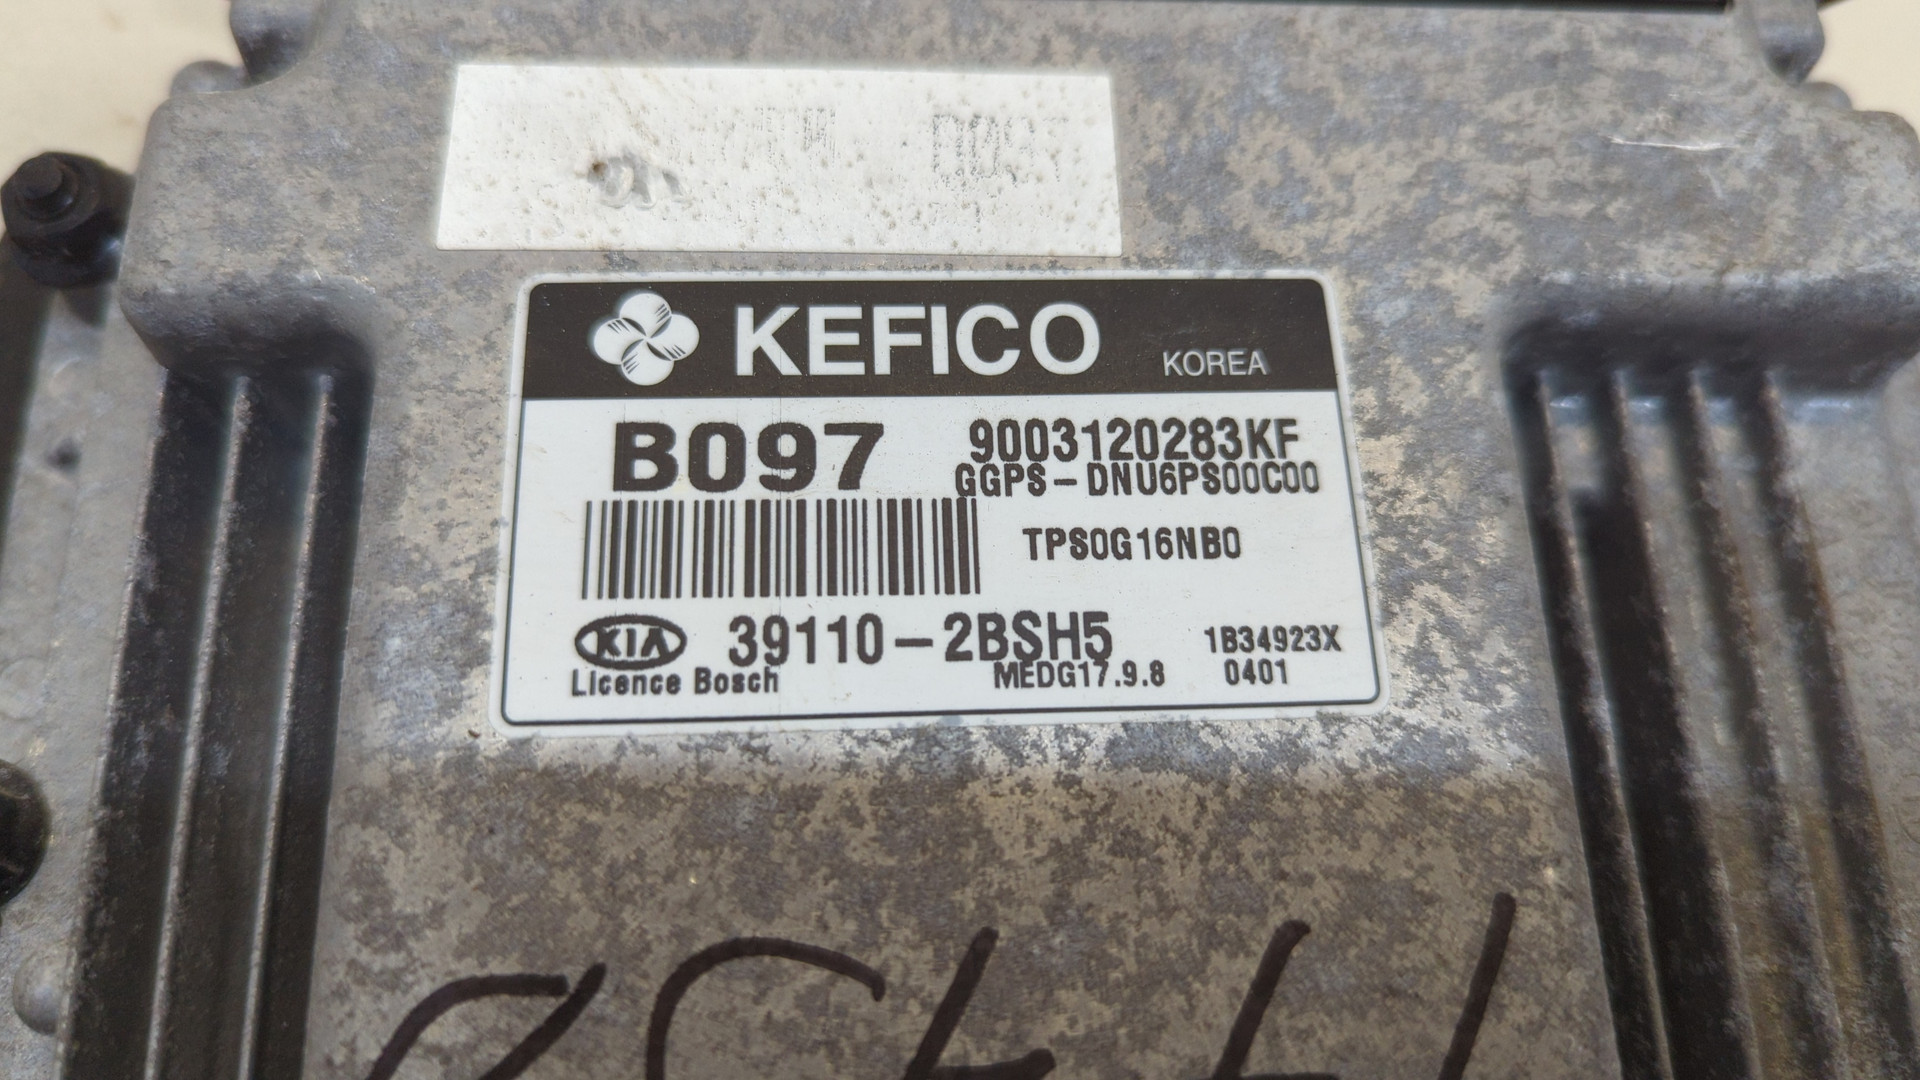 KEFICO KOREA
B097 9003120283KF
GGPS-DNU6PS00C00
TPS0G16NB0
KIA 39110-2BSH5 1B34923X
Licence Bosch MEDG17.9.8 0401